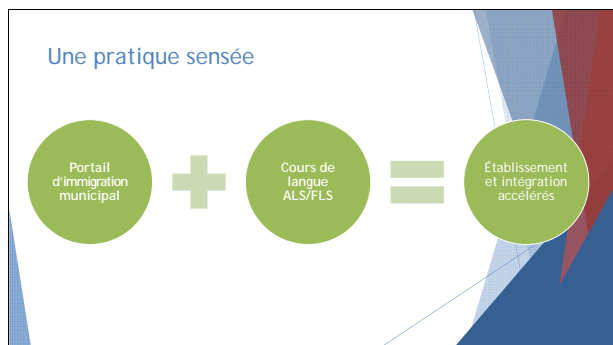 Une pratique sensée
Portail
d'immigration
municipal
Cours de
langue
ALS/FLS
Établissement
et intégration
accélérés